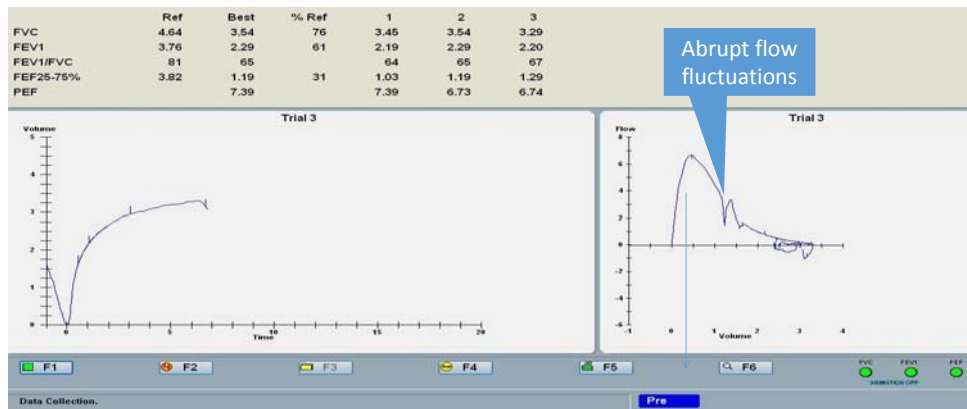 Ref Best % Ref 1 2 3
FVC 4.64 3.54 76 3.45 3.54 3.29
FEV1 3.76 2.29 61 2.19 2.29 2.20
FEV1/FVC 81 65 64 65 67
FEF25-75% 3.82 1.19 31 1.03 1.19 1.29
PEF 7.39 7.39 6.73 6.74
Abrupt flow
fluctuations
Trial 3
Volume
5
4
3
2
1
0
0 5 10 15 20
Time
Trial 3
Flow
8
6
4
2
0
-2
-4
-6
-1 0 1 2 3 4
Volume
F1 F2 F3 F4 F5 F6
FVC FEV1 PEF
Data Collection.
Pre